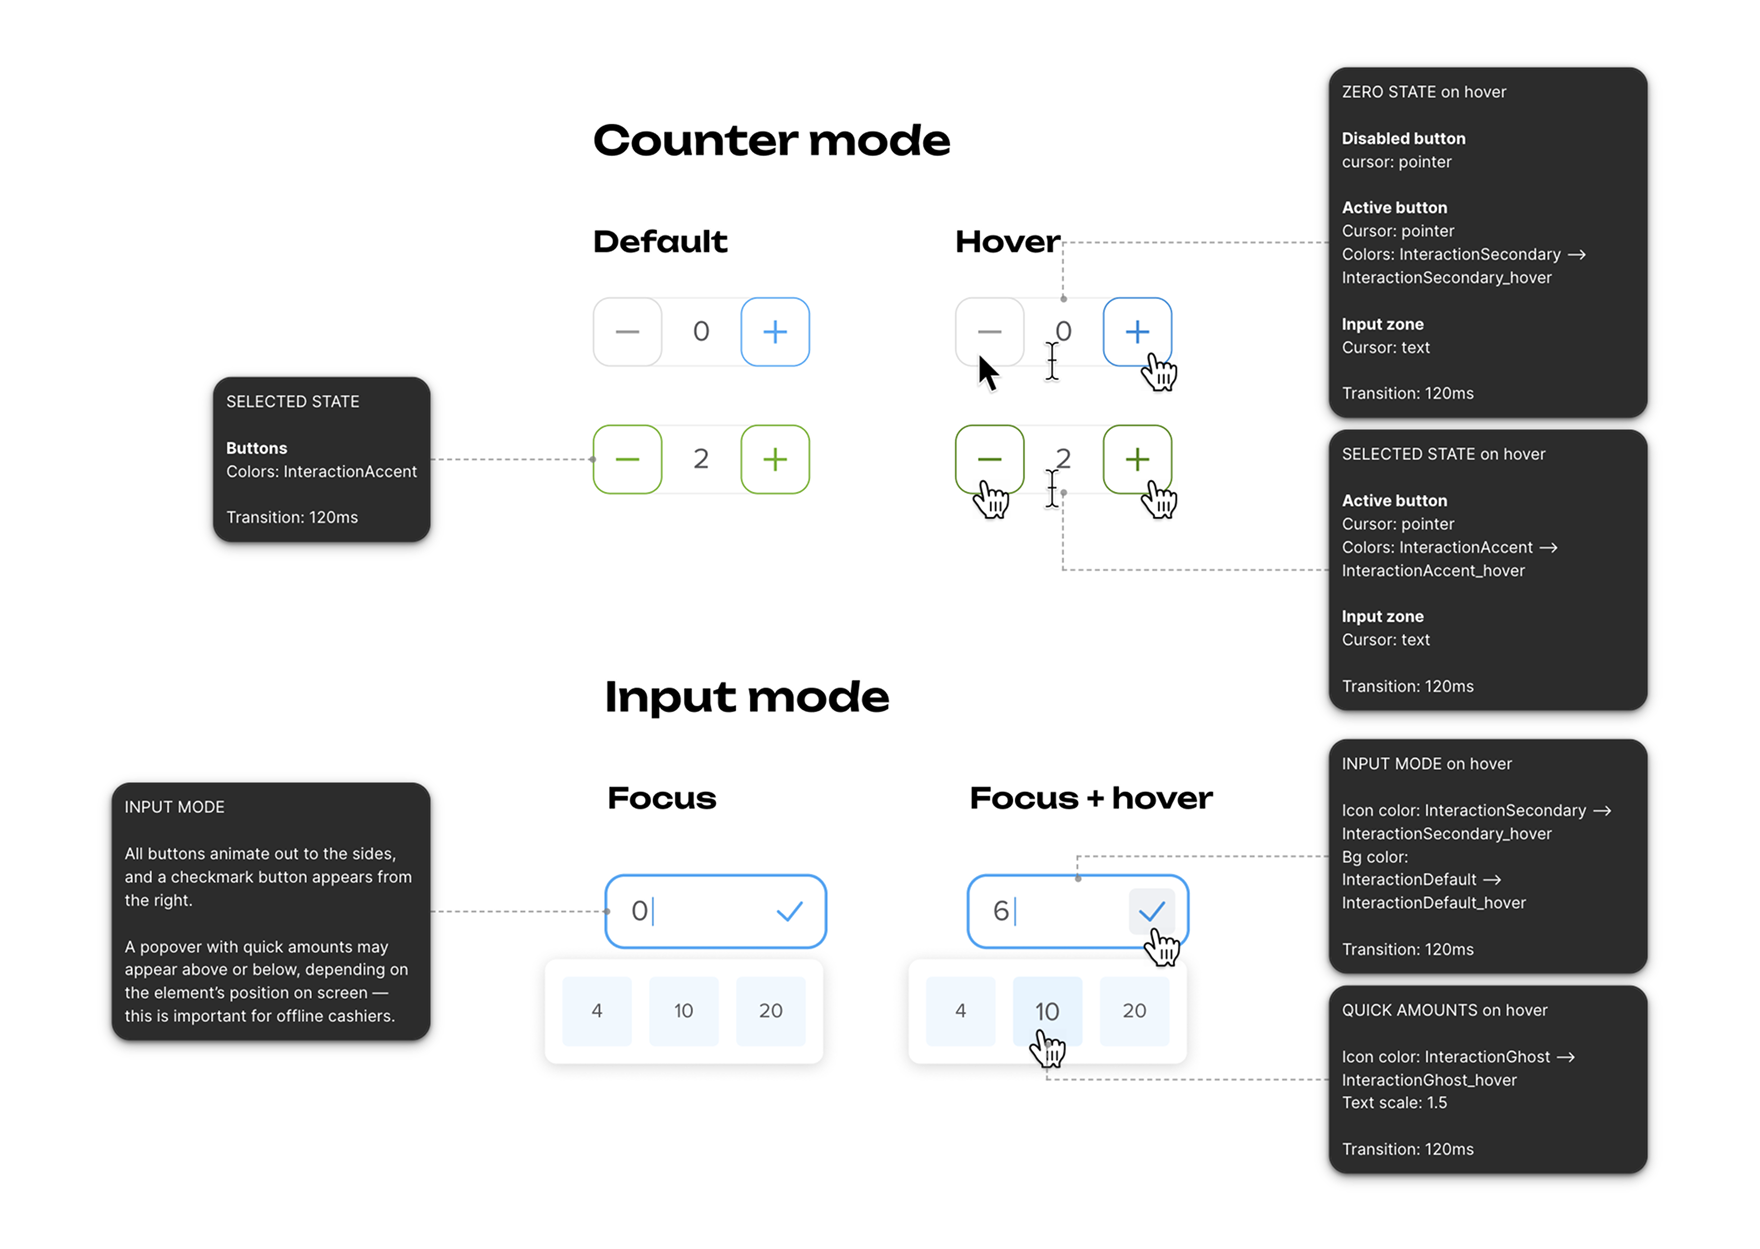 Counter mode
Default
Hover
0
0
2
2
SELECTED STATE
Buttons
Colors: InteractionAccent
Transition: 120ms
ZERO STATE on hover
Disabled button
cursor: pointer
Active button
Cursor: pointer
Colors: InteractionSecondary →
InteractionSecondary_hover
Input zone
Cursor: text
Transition: 120ms
SELECTED STATE on hover
Active button
Cursor: pointer
Colors: InteractionAccent →
InteractionAccent_hover
Input zone
Cursor: text
Transition: 120ms
Input mode
Focus
Focus + hover
INPUT MODE
All buttons animate out to the sides,
and a checkmark button appears from
the right.
A popover with quick amounts may
appear above or below, depending on
the element’s position on screen —
this is important for offline cashiers.
0
4 10 20
6
4 10 20
INPUT MODE on hover
Icon color: InteractionSecondary →
InteractionSecondary_hover
Bg color:
InteractionDefault →
InteractionDefault_hover
Transition: 120ms
QUICK AMOUNTS on hover
Icon color: InteractionGhost →
InteractionGhost_hover
Text scale: 1.5
Transition: 120ms